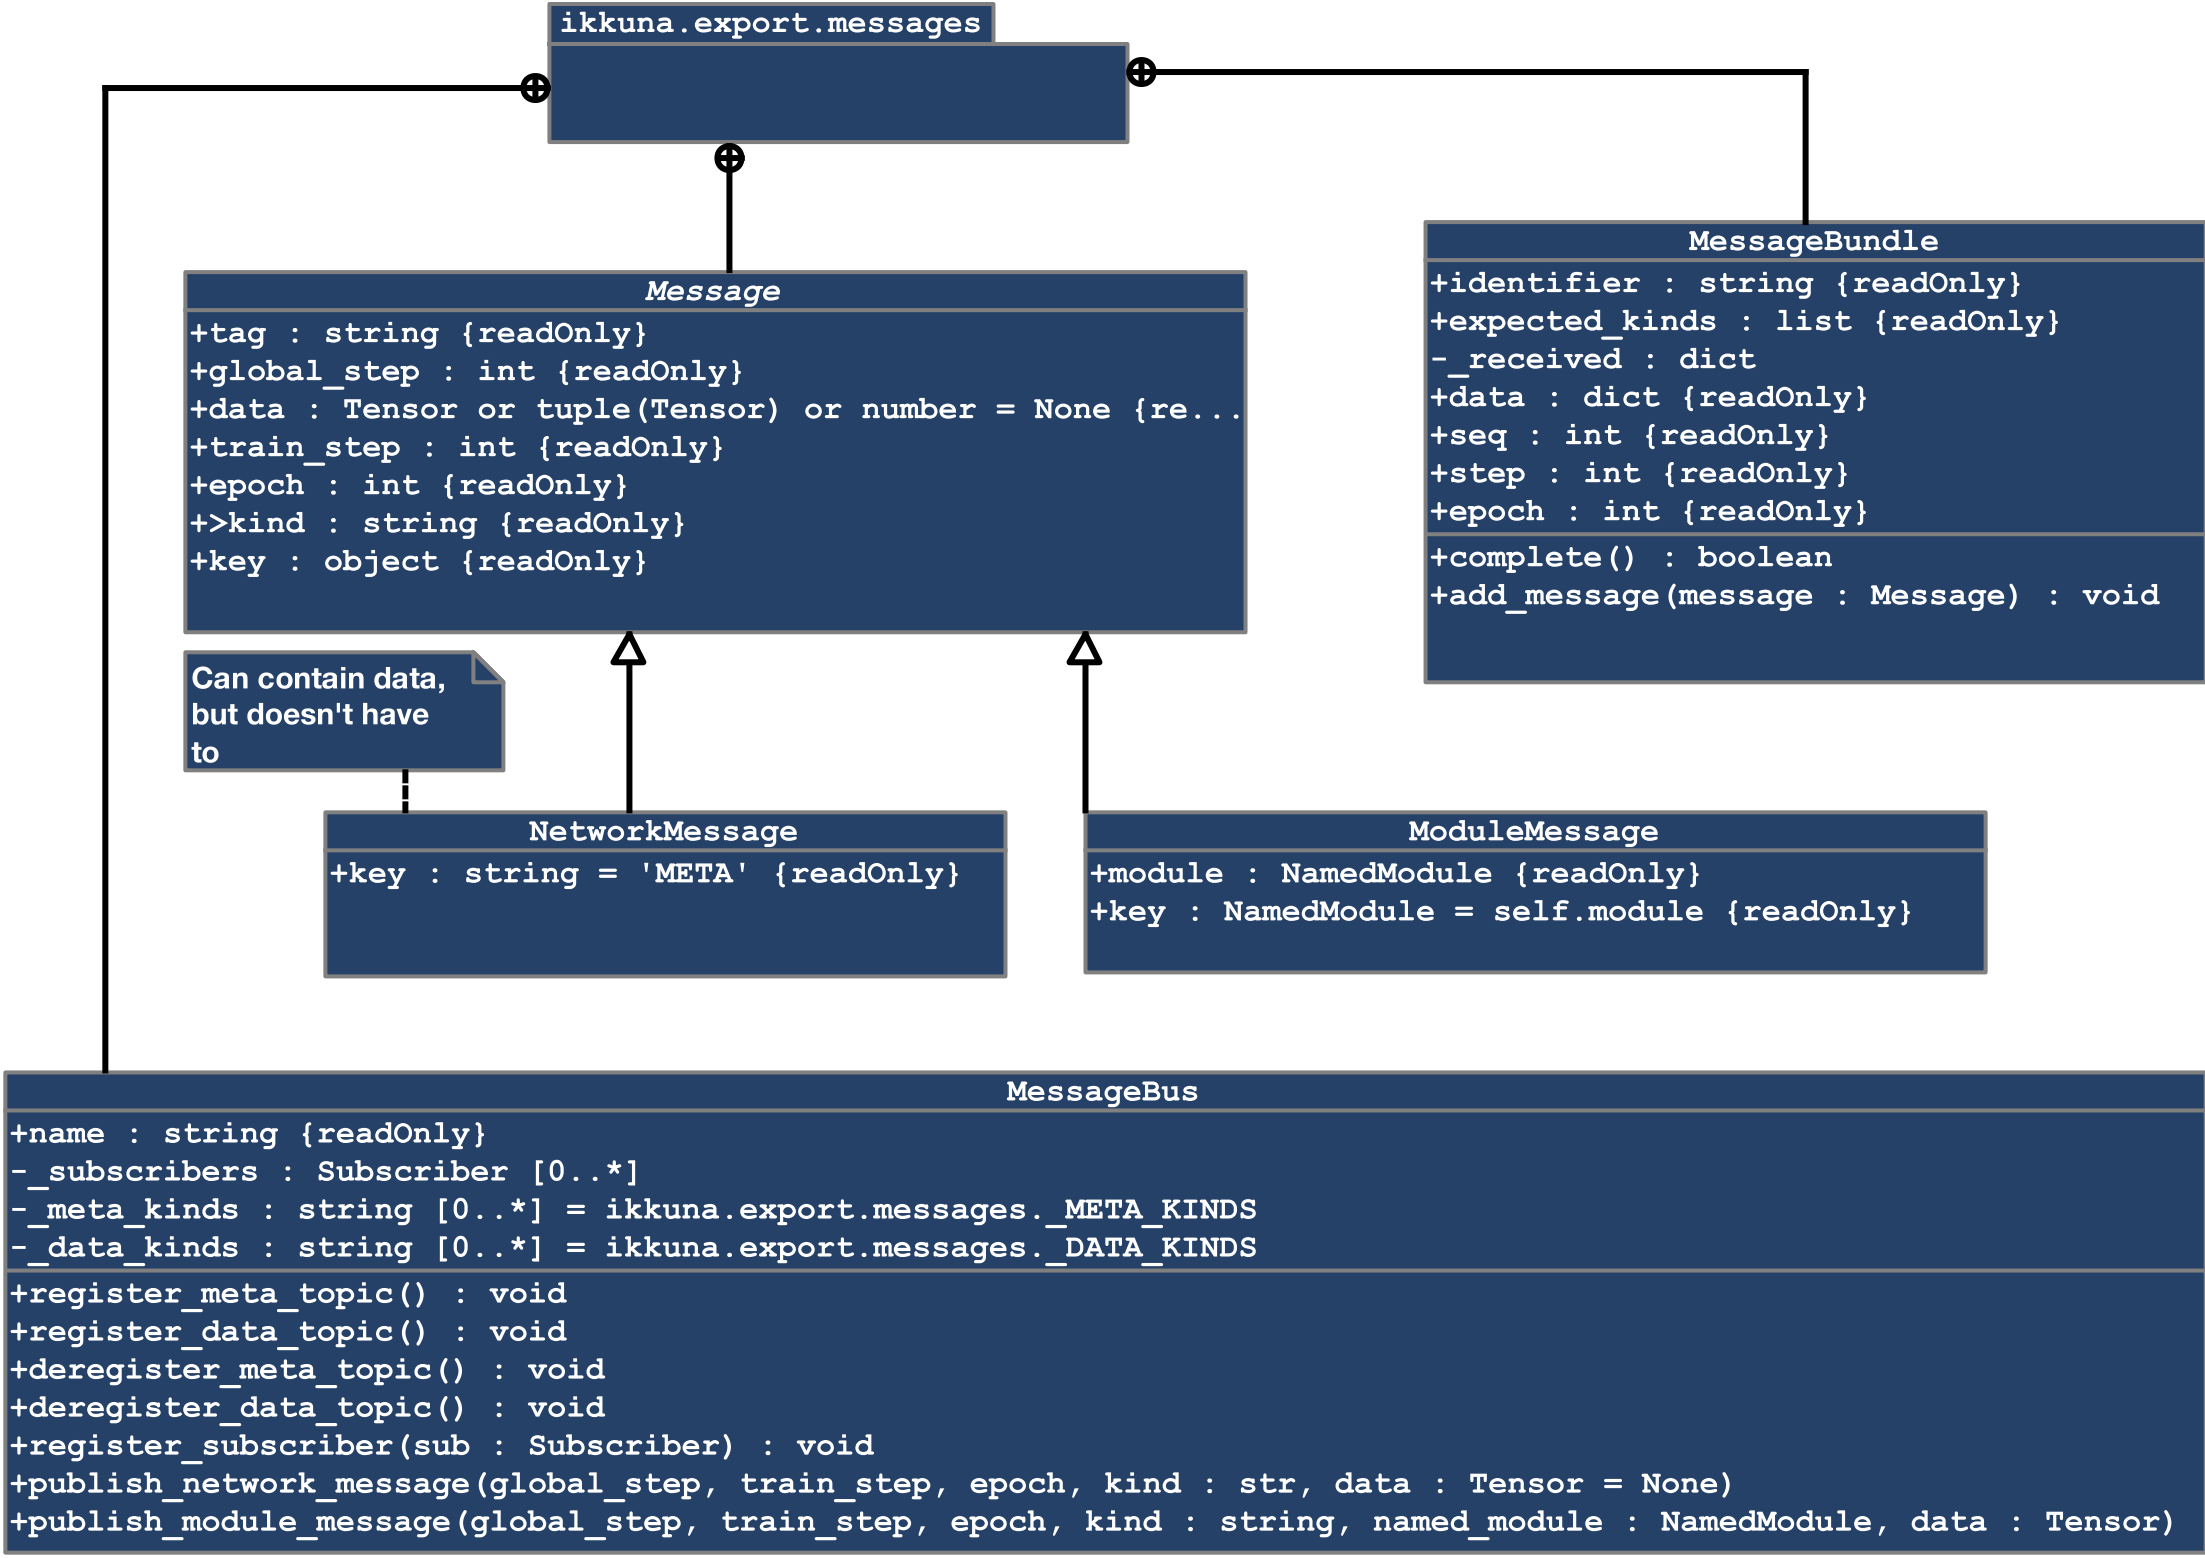 ikkuna.export.messages
Message
+tag : string {readOnly}
+global_step : int {readOnly}
+data : Tensor or tuple(Tensor) or number = None {re...
+train_step : int {readOnly}
+epoch : int {readOnly}
+>kind : string {readOnly}
+key : object {readOnly}
MessageBundle
+identifier : string {readOnly}
+expected_kinds : list {readOnly}
-_received : dict
+data : dict {readOnly}
+seq : int {readOnly}
+step : int {readOnly}
+epoch : int {readOnly}
+complete() : boolean
+add_message(message : Message) : void
Can contain data,
but doesn't have
to
NetworkMessage
+key : string = 'META' {readOnly}
ModuleMessage
+module : NamedModule {readOnly}
+key : NamedModule = self.module {readOnly}
MessageBus
+name : string {readOnly}
-_subscribers : Subscriber [0..*]
-_meta_kinds : string [0..*] = ikkuna.export.messages._META_KINDS
-_data_kinds : string [0..*] = ikkuna.export.messages._DATA_KINDS
+register_meta_topic() : void
+register_data_topic() : void
+deregister_meta_topic() : void
+deregister_data_topic() : void
+register_subscriber(sub : Subscriber) : void
+publish_network_message(global_step, train_step, epoch, kind : str, data : Tensor = None)
+publish_module_message(global_step, train_step, epoch, kind : string, named_module : NamedModule, data : Tensor)